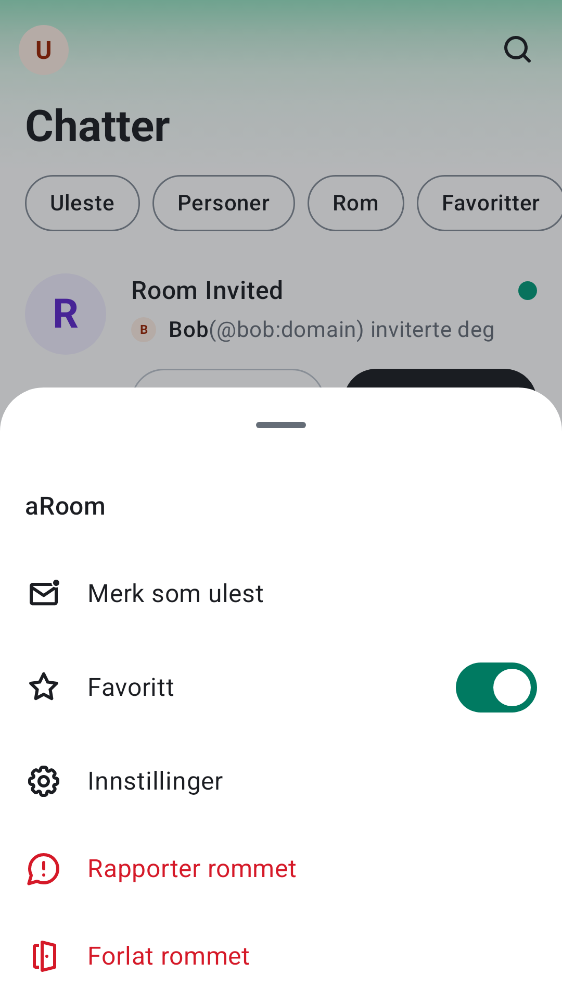 U
Chatter
Uleste Personer Rom Favoritter
R
Room Invited
B Bob(@bob:domain) inviterte deg
aRoom
Merk som ulest
Favoritt
Innstillinger
Rapporter rommet
Forlat rommet